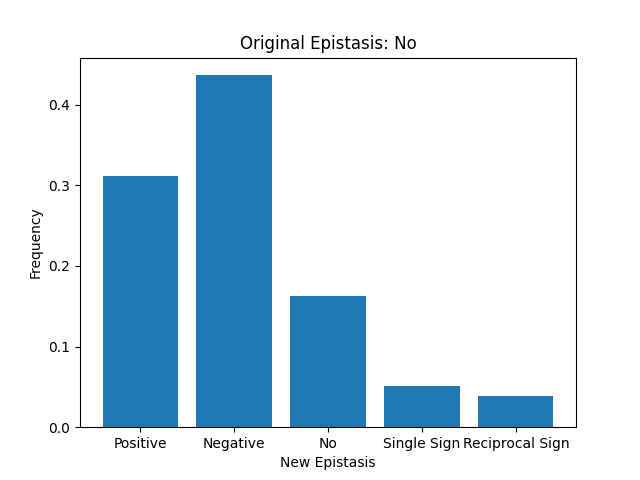 Original Epistasis: No
Frequency
0.4
0.3
0.2
0.1
0.0
Positive Negative No Single Sign Reciprocal Sign
New Epistasis